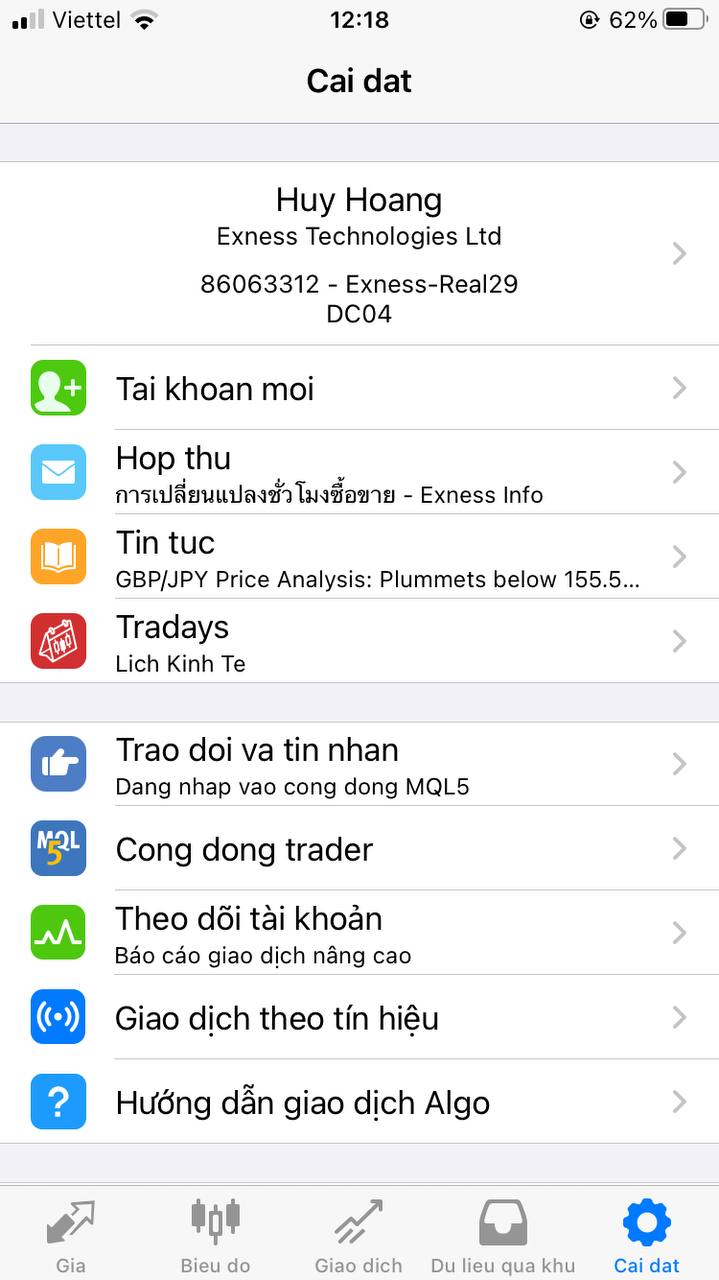 Viettel 12:18 62%
Cai dat
Huy Hoang
Exness Technologies Ltd
86063312 - Exness-Real29
DC04
Tai khoan moi
Hop thu
การเปลี่ยนแปลงชั่วโมงซื้อขาย - Exness Info
Tin tuc
GBP/JPY Price Analysis: Plummets below 155.5...
Tradays
Lich Kinh Te
Trao doi va tin nhan
Dang nhap vao cong dong MQL5
MQL
5
Cong dong trader
Theo dõi tài khoản
Báo cáo giao dịch nâng cao
Giao dịch theo tín hiệu
?
Hướng dẫn giao dịch Algo
Gia Bieu do Giao dich Du lieu qua khu Cai dat